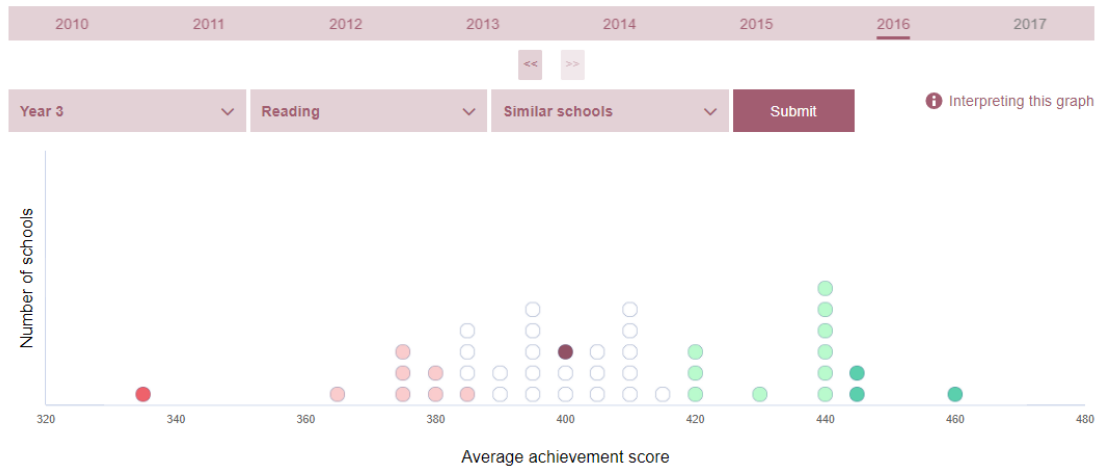 2010 2011 2012 2013 2014 2015 2016 2017
<< >>
Year 3 Reading Similar schools Submit Interpreting this graph
Number of schools
320 340 360 380 400 420 440 460 480
Average achievement score